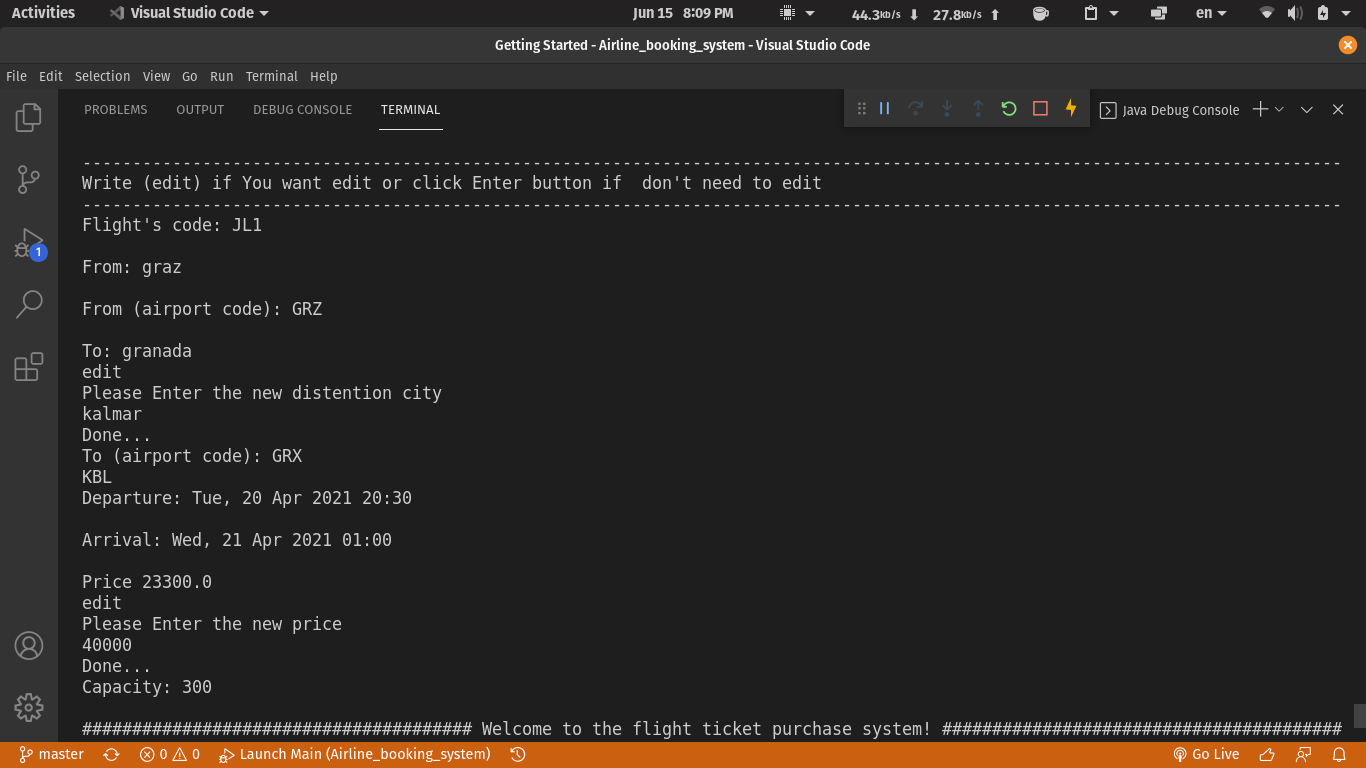 Activities Visual Studio Code Jun 15 8:09 PM 44.3kb/s 27.8kb/s en
Getting Started - Airline_booking_system - Visual Studio Code
File Edit Selection View Go Run Terminal Help
PROBLEMS OUTPUT DEBUG CONSOLE TERMINAL Java Debug Console
------------------------------------------------------------------------------------------------------------------------------
Write (edit) if You want edit or click Enter button if  don't need to edit
------------------------------------------------------------------------------------------------------------------------------
Flight's code: JL1
1
From: graz
From (airport code): GRZ
To: granada
edit
Please Enter the new distention city
kalmar
Done...
To (airport code): GRX
KBL
Departure: Tue, 20 Apr 2021 20:30
Arrival: Wed, 21 Apr 2021 01:00
Price 23300.0
edit
Please Enter the new price
40000
Done...
Capacity: 300
####################################### Welcome to the flight ticket purchase system! ########################################
master 0 0 Launch Main (Airline_booking_system) Go Live